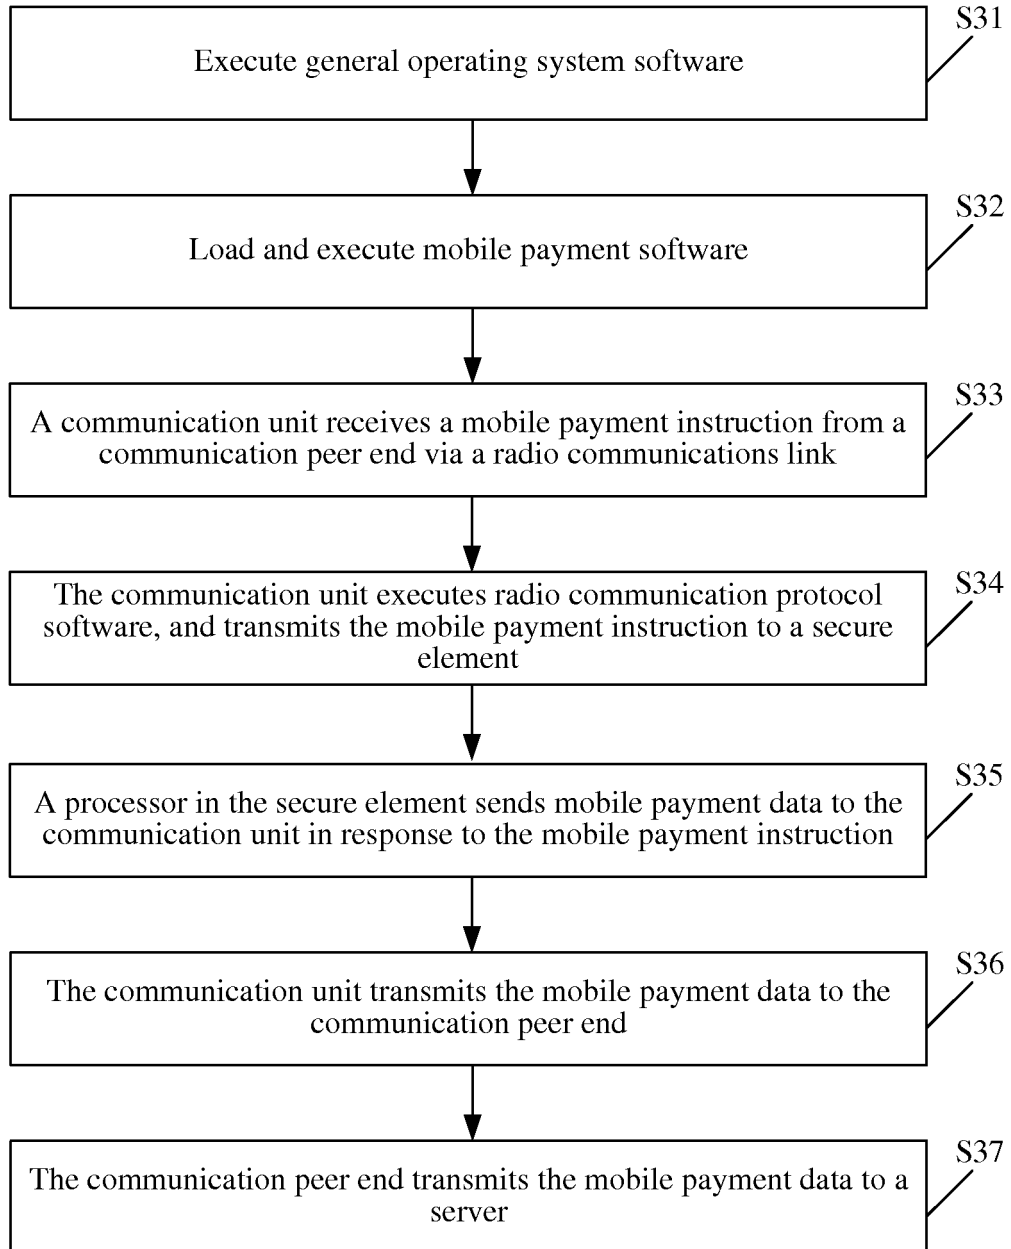 S31
Execute general operating system software
S32
Load and execute mobile payment software
S33
A communication unit receives a mobile payment instruction from a
communication peer end via a radio communications link
S34
The communication unit executes radio communication protocol
software, and transmits the mobile payment instruction to a secure
element
S35
A processor in the secure element sends mobile payment data to the
communication unit in response to the mobile payment instruction
S36
The communication unit transmits the mobile payment data to the
communication peer end
S37
The communication peer end transmits the mobile payment data to a
server